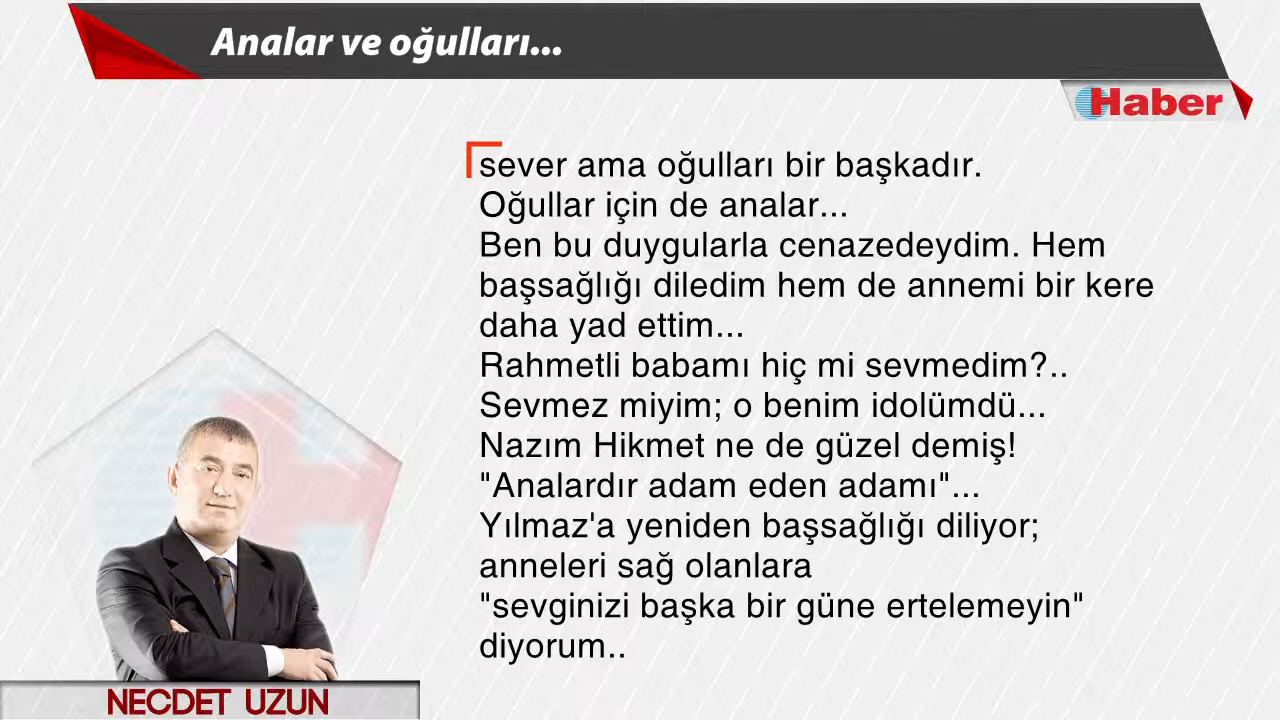 Analar ve oğulları...
Haber
sever ama oğulları bir başkadır.
Oğullar için de analar...
Ben bu duygularla cenazedeydim. Hem
başsağlığı diledim hem de annemi bir kere
daha yad ettim...
Rahmetli babamı hiç mi sevmedim?..
Sevmez miyim; o benim idolümdü...
Nazım Hikmet ne de güzel demiş!
"Analardır adam eden adamı"...
Yılmaz'a yeniden başsağlığı diliyor;
anneleri sağ olanlara
"sevginizi başka bir güne ertelemeyin"
diyorum..
NECDET UZUN